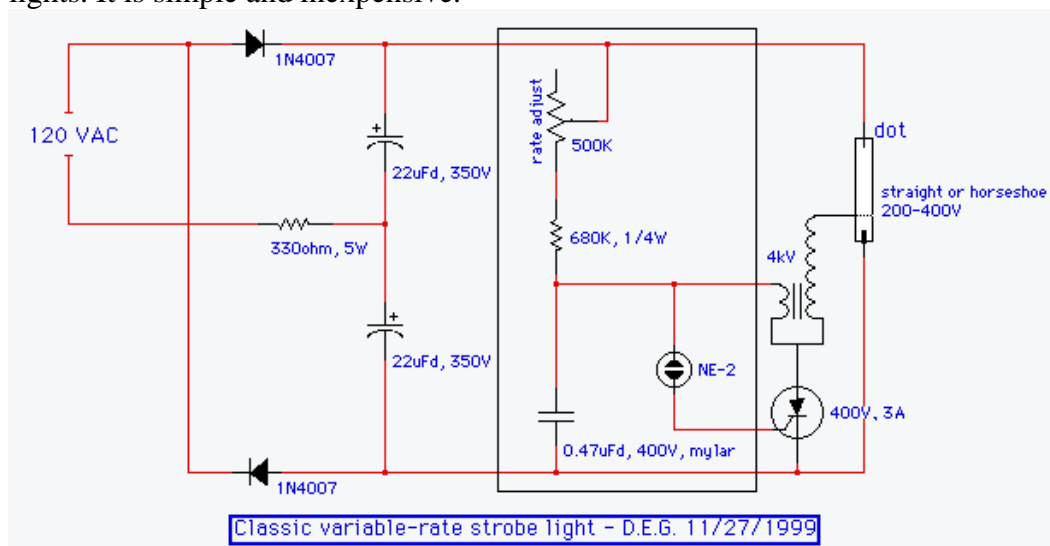 lights. It is simple and inexpensive.
1N4007
120 VAC
22uFd, 350V
330ohm, 5W
22uFd, 350V
1N4007
rate adjust
500K
680K, 1/4W
NE-2
0.47uFd, 400V, mylar
dot
straight or horseshoe
200-400V
4kV
400V, 3A
Classic variable-rate strobe light - D.E.G. 11/27/1999